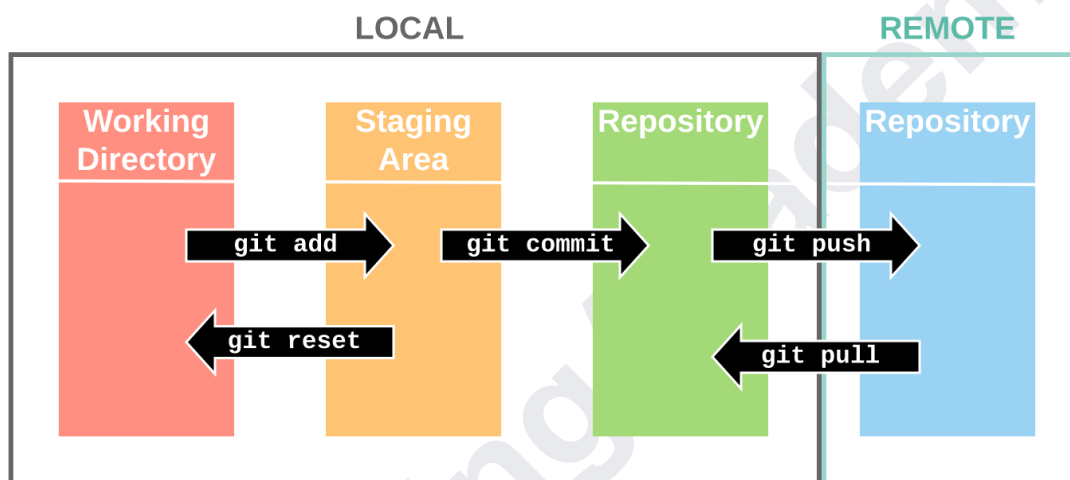 LOCAL
REMOTE
Working
Directory
Staging
Area
Repository
Repository
git add
git commit
git push
git reset
git pull